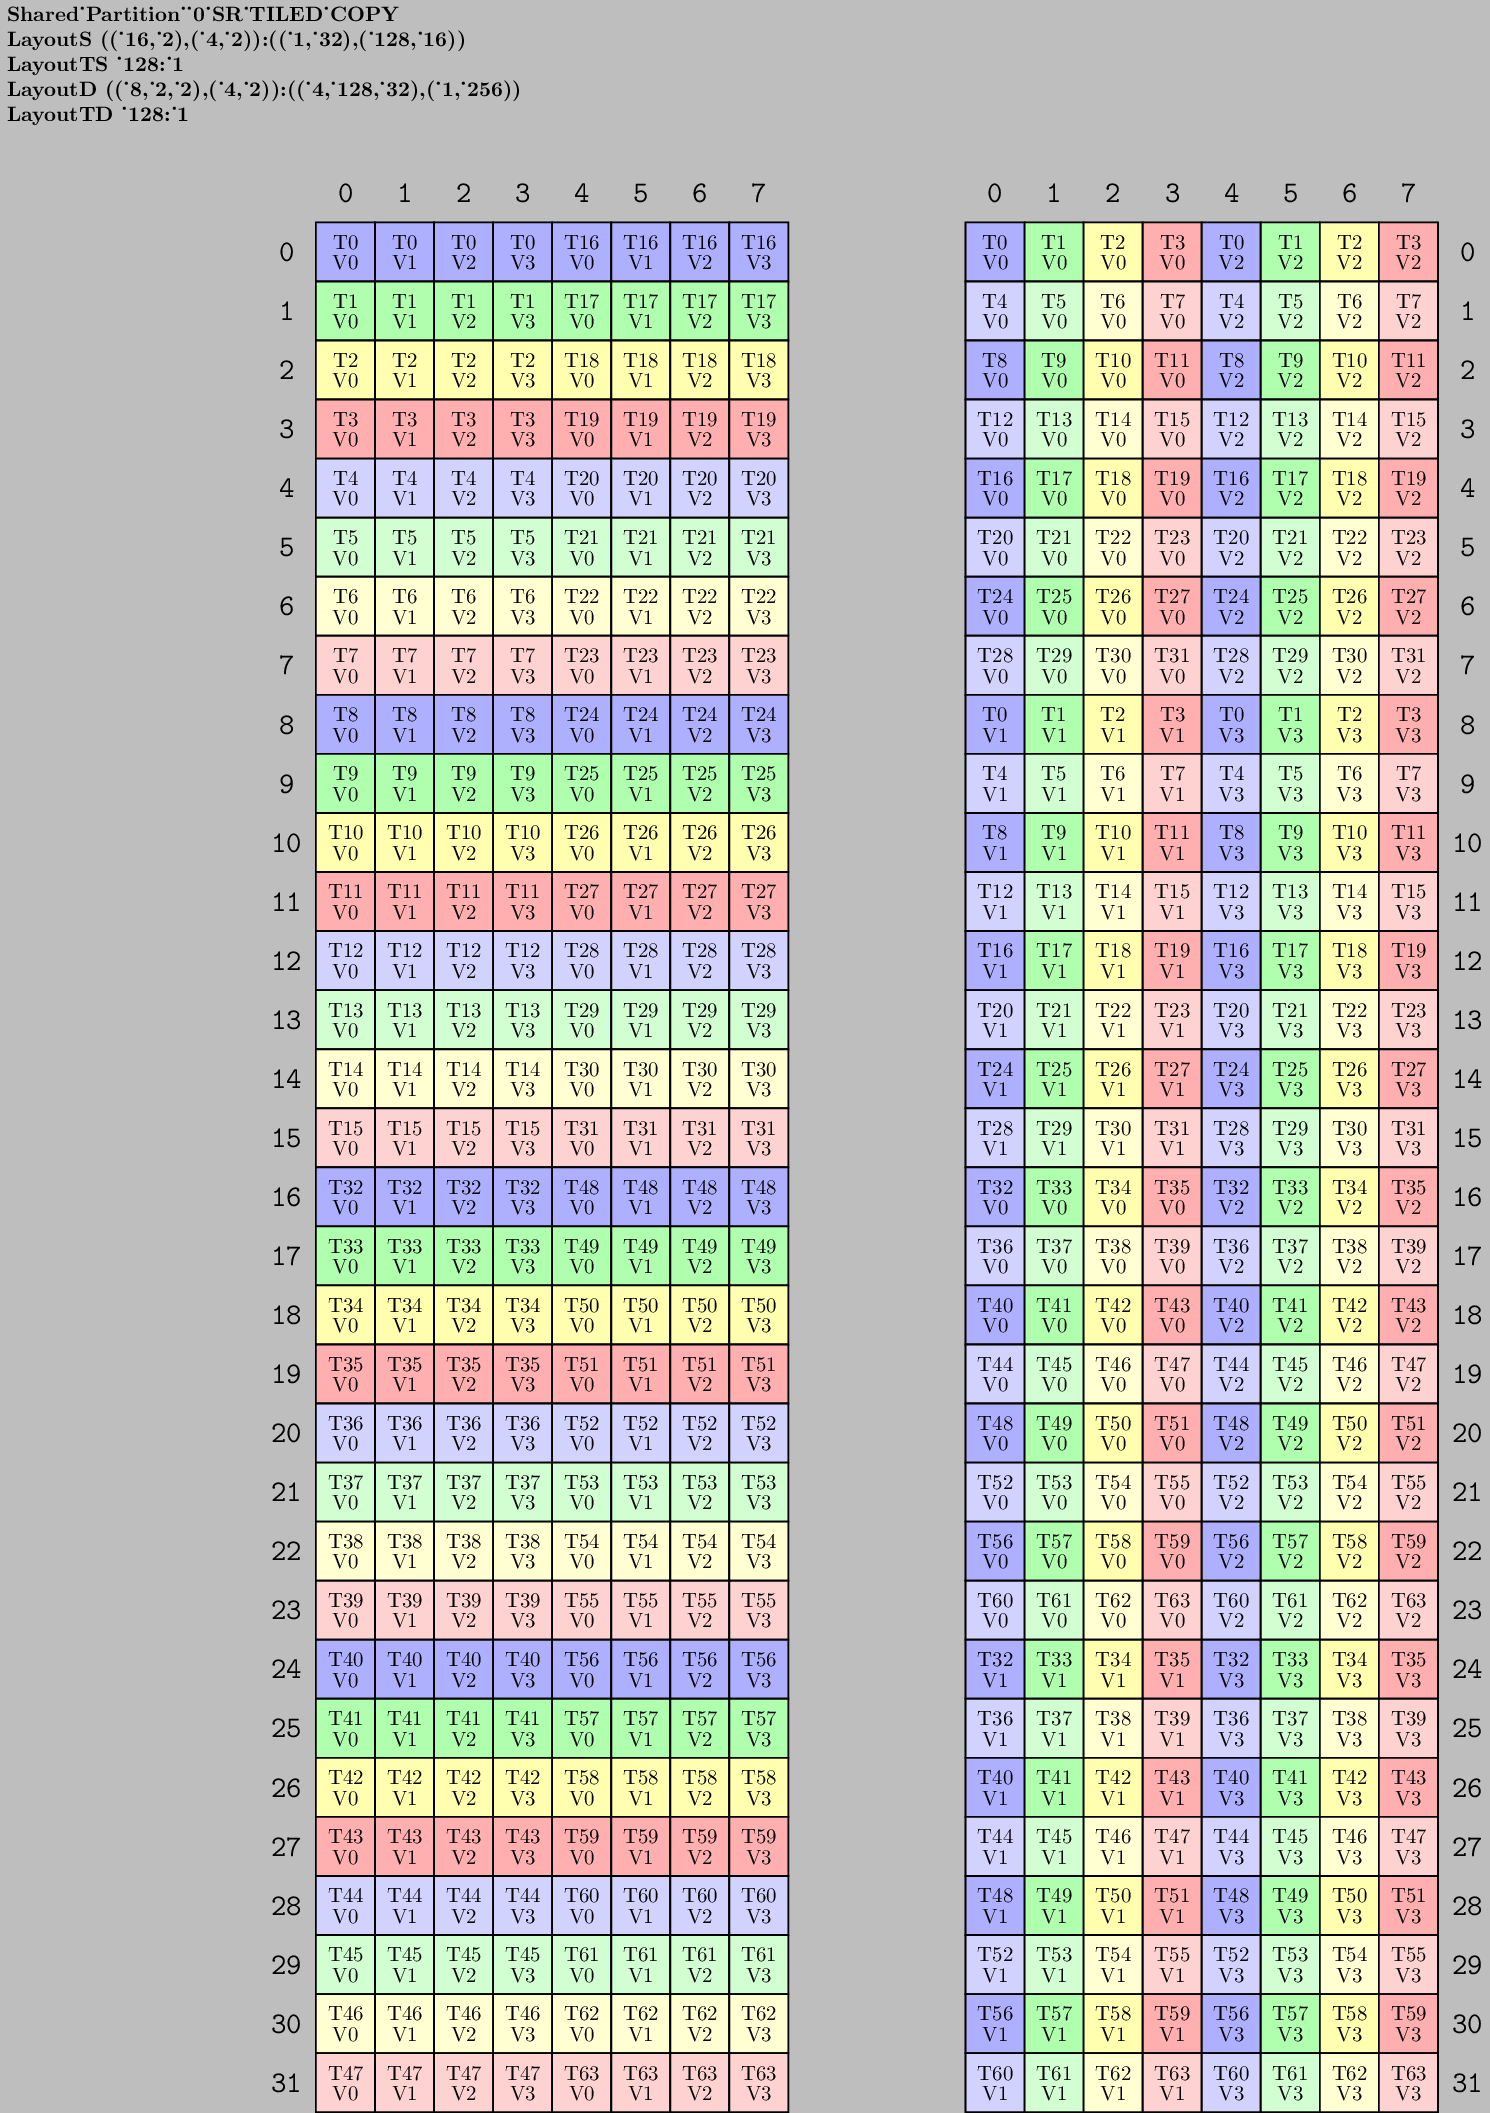 Shared˙Partition˙˙0˙SR˙TILED˙COPY
LayoutS ((˙16,˙2),(˙4,˙2)):((˙1,˙32),(˙128,˙16))
LayoutTS ˙128:˙1
LayoutD ((˙8,˙2,˙2),(˙4,˙2)):((˙4,˙128,˙32),(˙1,˙256))
LayoutTD ˙128:˙1
0 1 2 3 4 5 6 7 0 1 2 3 4 5 6 7
0 T0 T0 T0 T0 T16 T16 T16 T16 T0 T1 T2 T3 T0 T1 T2 T3 0
V0 V1 V2 V3 V0 V1 V2 V3 V0 V0 V0 V0 V2 V2 V2 V2
1 T1 T1 T1 T1 T17 T17 T17 T17 T4 T5 T6 T7 T4 T5 T6 T7 1
V0 V1 V2 V3 V0 V1 V2 V3 V0 V0 V0 V0 V2 V2 V2 V2
2 T2 T2 T2 T2 T18 T18 T18 T18 T8 T9 T10 T11 T8 T9 T10 T11 2
V0 V1 V2 V3 V0 V1 V2 V3 V0 V0 V0 V0 V2 V2 V2 V2
3 T3 T3 T3 T3 T19 T19 T19 T19 T12 T13 T14 T15 T12 T13 T14 T15 3
V0 V1 V2 V3 V0 V1 V2 V3 V0 V0 V0 V0 V2 V2 V2 V2
4 T4 T4 T4 T4 T20 T20 T20 T20 T16 T17 T18 T19 T16 T17 T18 T19 4
V0 V1 V2 V3 V0 V1 V2 V3 V0 V0 V0 V0 V2 V2 V2 V2
5 T5 T5 T5 T5 T21 T21 T21 T21 T20 T21 T22 T23 T20 T21 T22 T23 5
V0 V1 V2 V3 V0 V1 V2 V3 V0 V0 V0 V0 V2 V2 V2 V2
6 T6 T6 T6 T6 T22 T22 T22 T22 T24 T25 T26 T27 T24 T25 T26 T27 6
V0 V1 V2 V3 V0 V1 V2 V3 V0 V0 V0 V0 V2 V2 V2 V2
7 T7 T7 T7 T7 T23 T23 T23 T23 T28 T29 T30 T31 T28 T29 T30 T31 7
V0 V1 V2 V3 V0 V1 V2 V3 V0 V0 V0 V0 V2 V2 V2 V2
8 T8 T8 T8 T8 T24 T24 T24 T24 T0 T1 T2 T3 T0 T1 T2 T3 8
V0 V1 V2 V3 V0 V1 V2 V3 V1 V1 V1 V1 V3 V3 V3 V3
9 T9 T9 T9 T9 T25 T25 T25 T25 T4 T5 T6 T7 T4 T5 T6 T7 9
V0 V1 V2 V3 V0 V1 V2 V3 V1 V1 V1 V1 V3 V3 V3 V3
10 T10 T10 T10 T10 T26 T26 T26 T26 T8 T9 T10 T11 T8 T9 T10 T11 10
V0 V1 V2 V3 V0 V1 V2 V3 V1 V1 V1 V1 V3 V3 V3 V3
11 T11 T11 T11 T11 T27 T27 T27 T27 T12 T13 T14 T15 T12 T13 T14 T15 11
V0 V1 V2 V3 V0 V1 V2 V3 V1 V1 V1 V1 V3 V3 V3 V3
12 T12 T12 T12 T12 T28 T28 T28 T28 T16 T17 T18 T19 T16 T17 T18 T19 12
V0 V1 V2 V3 V0 V1 V2 V3 V1 V1 V1 V1 V3 V3 V3 V3
13 T13 T13 T13 T13 T29 T29 T29 T29 T20 T21 T22 T23 T20 T21 T22 T23 13
V0 V1 V2 V3 V0 V1 V2 V3 V1 V1 V1 V1 V3 V3 V3 V3
14 T14 T14 T14 T14 T30 T30 T30 T30 T24 T25 T26 T27 T24 T25 T26 T27 14
V0 V1 V2 V3 V0 V1 V2 V3 V1 V1 V1 V1 V3 V3 V3 V3
15 T15 T15 T15 T15 T31 T31 T31 T31 T28 T29 T30 T31 T28 T29 T30 T31 15
V0 V1 V2 V3 V0 V1 V2 V3 V1 V1 V1 V1 V3 V3 V3 V3
16 T32 T32 T32 T32 T48 T48 T48 T48 T32 T33 T34 T35 T32 T33 T34 T35 16
V0 V1 V2 V3 V0 V1 V2 V3 V0 V0 V0 V0 V2 V2 V2 V2
17 T33 T33 T33 T33 T49 T49 T49 T49 T36 T37 T38 T39 T36 T37 T38 T39 17
V0 V1 V2 V3 V0 V1 V2 V3 V0 V0 V0 V0 V2 V2 V2 V2
18 T34 T34 T34 T34 T50 T50 T50 T50 T40 T41 T42 T43 T40 T41 T42 T43 18
V0 V1 V2 V3 V0 V1 V2 V3 V0 V0 V0 V0 V2 V2 V2 V2
19 T35 T35 T35 T35 T51 T51 T51 T51 T44 T45 T46 T47 T44 T45 T46 T47 19
V0 V1 V2 V3 V0 V1 V2 V3 V0 V0 V0 V0 V2 V2 V2 V2
20 T36 T36 T36 T36 T52 T52 T52 T52 T48 T49 T50 T51 T48 T49 T50 T51 20
V0 V1 V2 V3 V0 V1 V2 V3 V0 V0 V0 V0 V2 V2 V2 V2
21 T37 T37 T37 T37 T53 T53 T53 T53 T52 T53 T54 T55 T52 T53 T54 T55 21
V0 V1 V2 V3 V0 V1 V2 V3 V0 V0 V0 V0 V2 V2 V2 V2
22 T38 T38 T38 T38 T54 T54 T54 T54 T56 T57 T58 T59 T56 T57 T58 T59 22
V0 V1 V2 V3 V0 V1 V2 V3 V0 V0 V0 V0 V2 V2 V2 V2
23 T39 T39 T39 T39 T55 T55 T55 T55 T60 T61 T62 T63 T60 T61 T62 T63 23
V0 V1 V2 V3 V0 V1 V2 V3 V0 V0 V0 V0 V2 V2 V2 V2
24 T40 T40 T40 T40 T56 T56 T56 T56 T32 T33 T34 T35 T32 T33 T34 T35 24
V0 V1 V2 V3 V0 V1 V2 V3 V1 V1 V1 V1 V3 V3 V3 V3
25 T41 T41 T41 T41 T57 T57 T57 T57 T36 T37 T38 T39 T36 T37 T38 T39 25
V0 V1 V2 V3 V0 V1 V2 V3 V1 V1 V1 V1 V3 V3 V3 V3
26 T42 T42 T42 T42 T58 T58 T58 T58 T40 T41 T42 T43 T40 T41 T42 T43 26
V0 V1 V2 V3 V0 V1 V2 V3 V1 V1 V1 V1 V3 V3 V3 V3
27 T43 T43 T43 T43 T59 T59 T59 T59 T44 T45 T46 T47 T44 T45 T46 T47 27
V0 V1 V2 V3 V0 V1 V2 V3 V1 V1 V1 V1 V3 V3 V3 V3
28 T44 T44 T44 T44 T60 T60 T60 T60 T48 T49 T50 T51 T48 T49 T50 T51 28
V0 V1 V2 V3 V0 V1 V2 V3 V1 V1 V1 V1 V3 V3 V3 V3
29 T45 T45 T45 T45 T61 T61 T61 T61 T52 T53 T54 T55 T52 T53 T54 T55 29
V0 V1 V2 V3 V0 V1 V2 V3 V1 V1 V1 V1 V3 V3 V3 V3
30 T46 T46 T46 T46 T62 T62 T62 T62 T56 T57 T58 T59 T56 T57 T58 T59 30
V0 V1 V2 V3 V0 V1 V2 V3 V1 V1 V1 V1 V3 V3 V3 V3
31 T47 T47 T47 T47 T63 T63 T63 T63 T60 T61 T62 T63 T60 T61 T62 T63 31
V0 V1 V2 V3 V0 V1 V2 V3 V1 V1 V1 V1 V3 V3 V3 V3